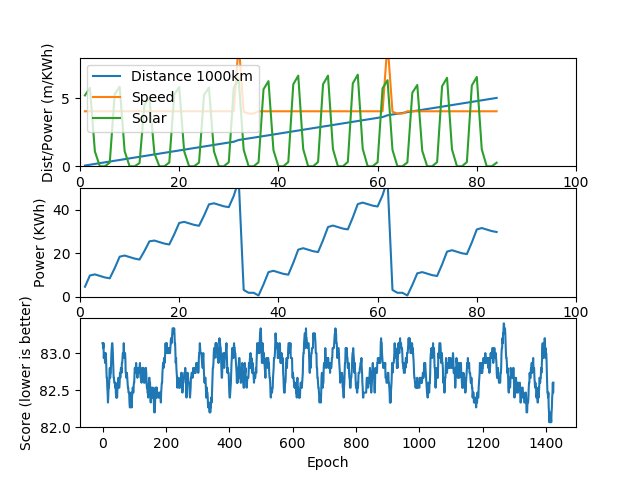 Dist/Power (m/KWh)
5
0
Distance 1000km
Speed
Solar
0 20 40 60 80 100
Power (KWh)
40
20
0
0 20 40 60 80 100
Score (lower is better)
83.0
82.5
82.0
0 200 400 600 800 1000 1200 1400
Epoch